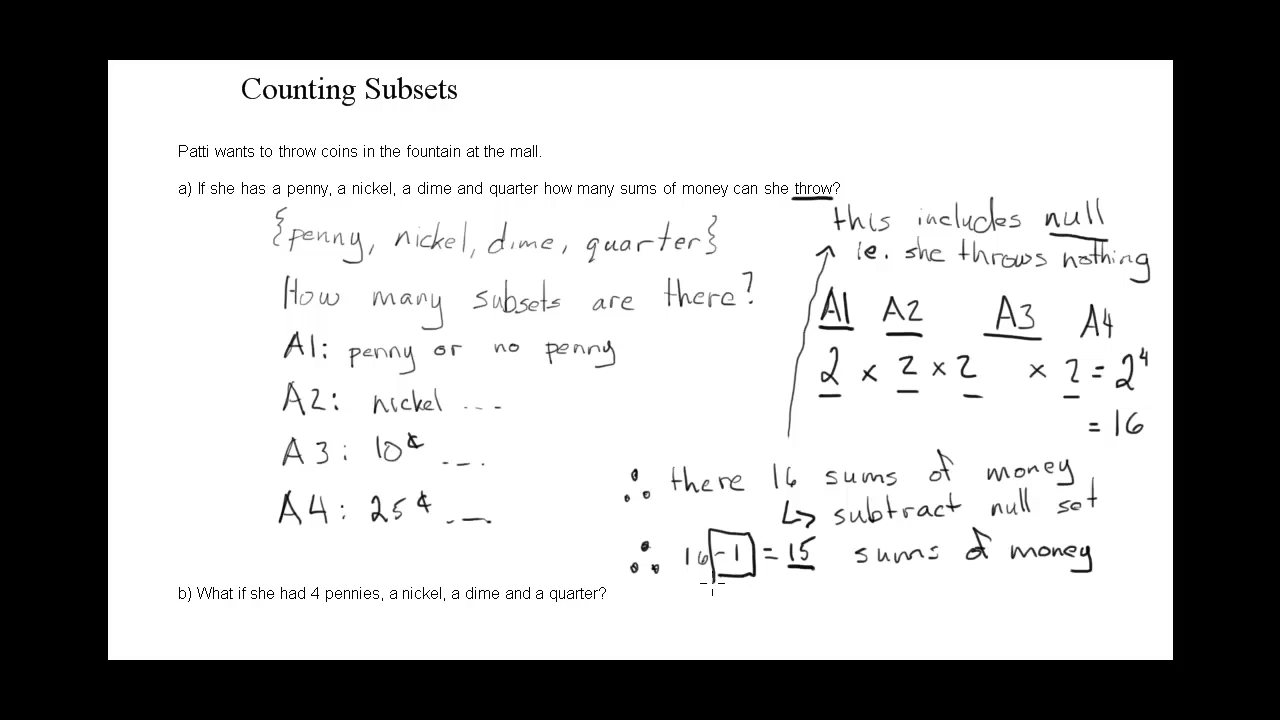 Counting Subsets
Patti wants to throw coins in the fountain at the mall.
a) If she has a penny, a nickel, a dime and quarter how many sums of money can she throw?
{penny, nickel, dime, quarter}
How many subsets are there?
A1: penny or no penny
A2: nickel ---
A3: 10¢ ---
A4: 25¢ ---
this includes null
ie. she throws nothing
A1 A2 A3 A4
2 × 2 × 2 × 2 = 2⁴
= 16
∴ there 16 sums of money
↳ subtract null set
∴ 16 -1 = 15 sums of money
b) What if she had 4 pennies, a nickel, a dime and a quarter?